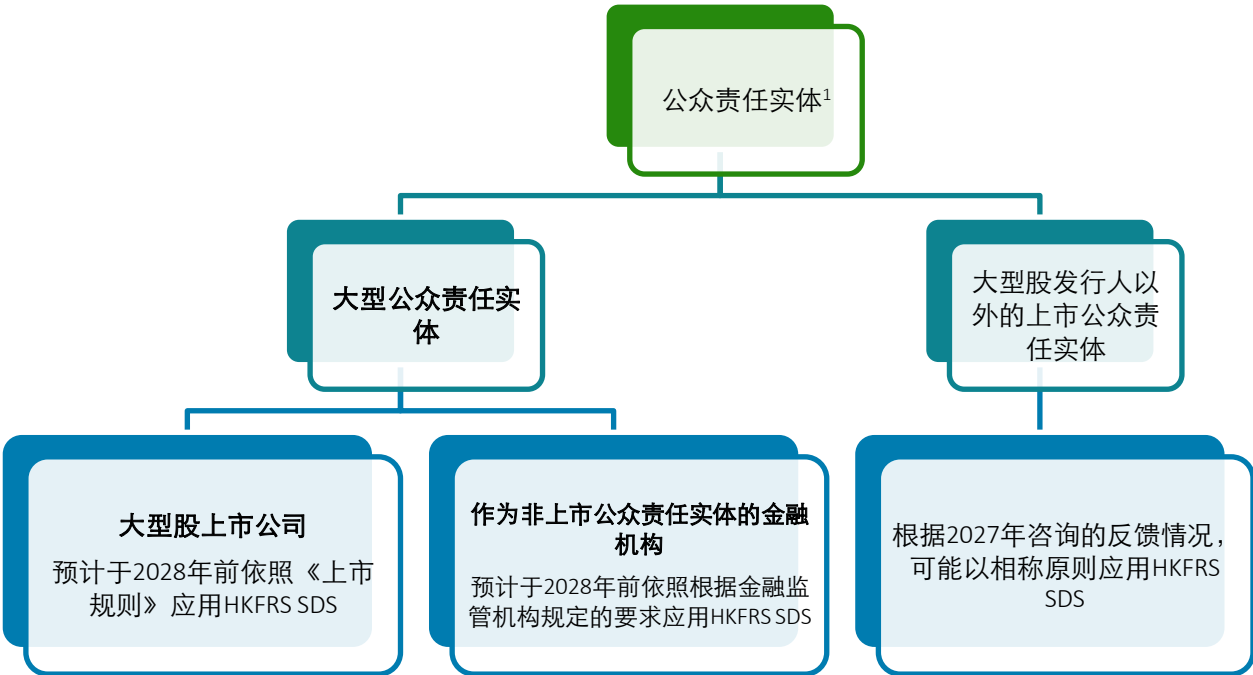 公众责任实体1
大型公众责任实
体
大型股发行人以
外的上市公众责
任实体
大型股上市公司
预计于2028年前依照《上市
规则》应用HKFRS SDS
作为非上市公众责任实体的金融
机构
预计于2028年前依照根据金融监
管机构规定的要求应用HKFRS SDS
根据2027年咨询的反馈情况，
可能以相称原则应用HKFRS
SDS